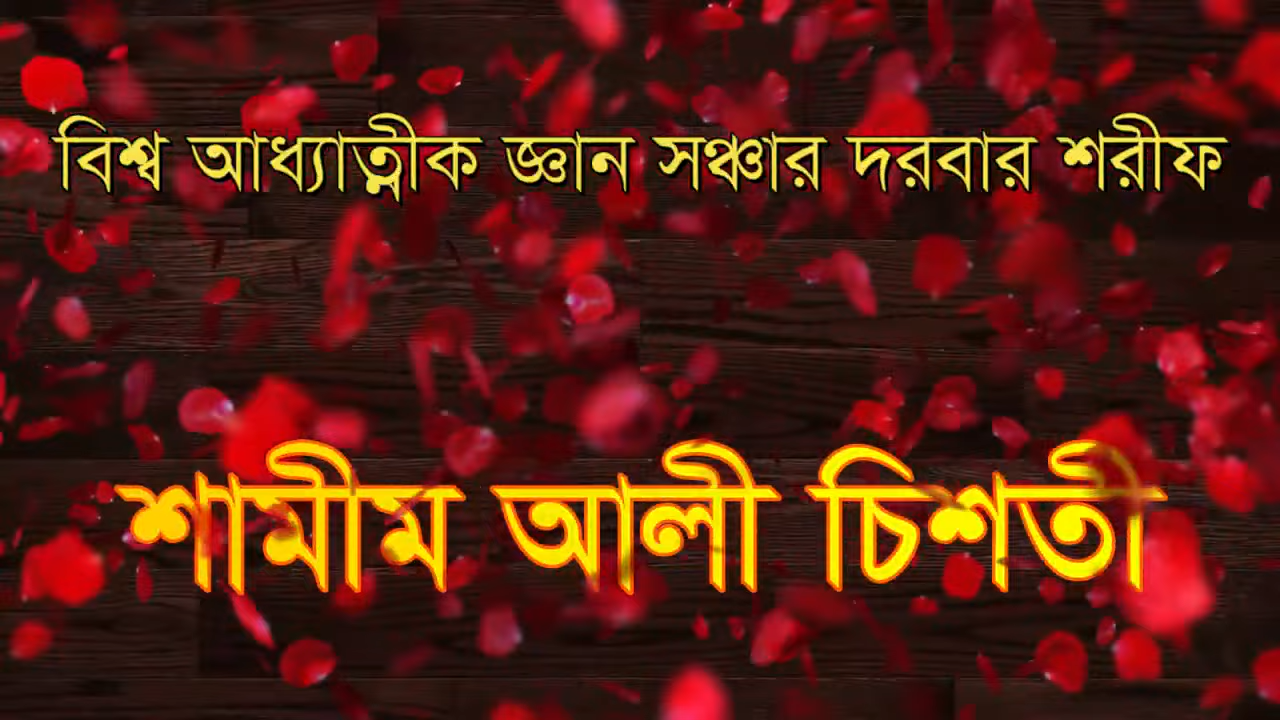 বিশ্ব আধ্যাত্নীক জ্ঞান সঞ্চার দরবার শরীফ
শামীম আলী চিশতী